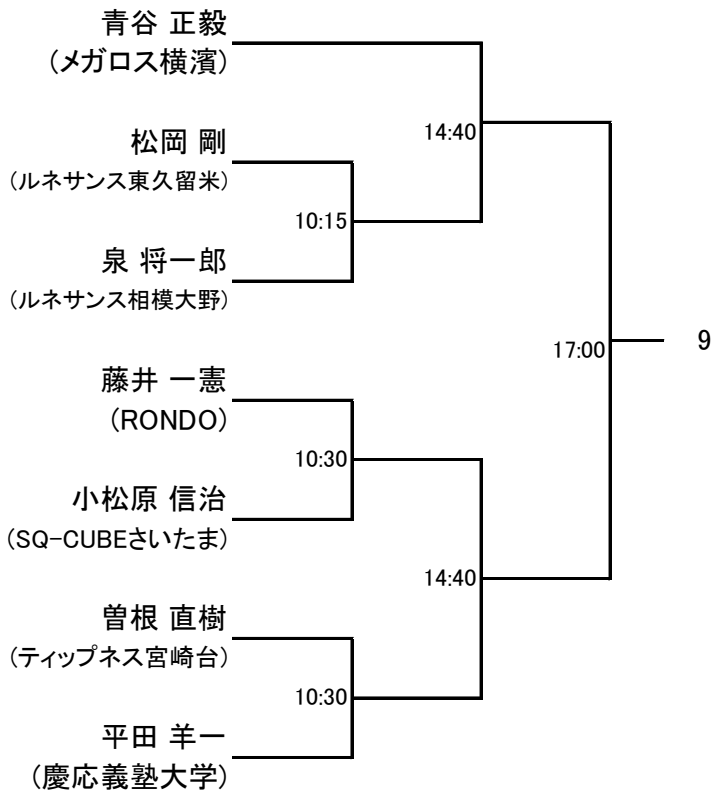 青谷 正毅
(メガロス横濱)
14:40
松岡 剛
(ルネサンス東久留米)
10:15
泉 将一郎
(ルネサンス相模大野)
17:00
9
藤井 一憲
(RONDO)
10:30
小松原 信治
(SQ-CUBEさいたま)
14:40
曽根 直樹
(ティップネス宮崎台)
10:30
平田 羊一
(慶応義塾大学)